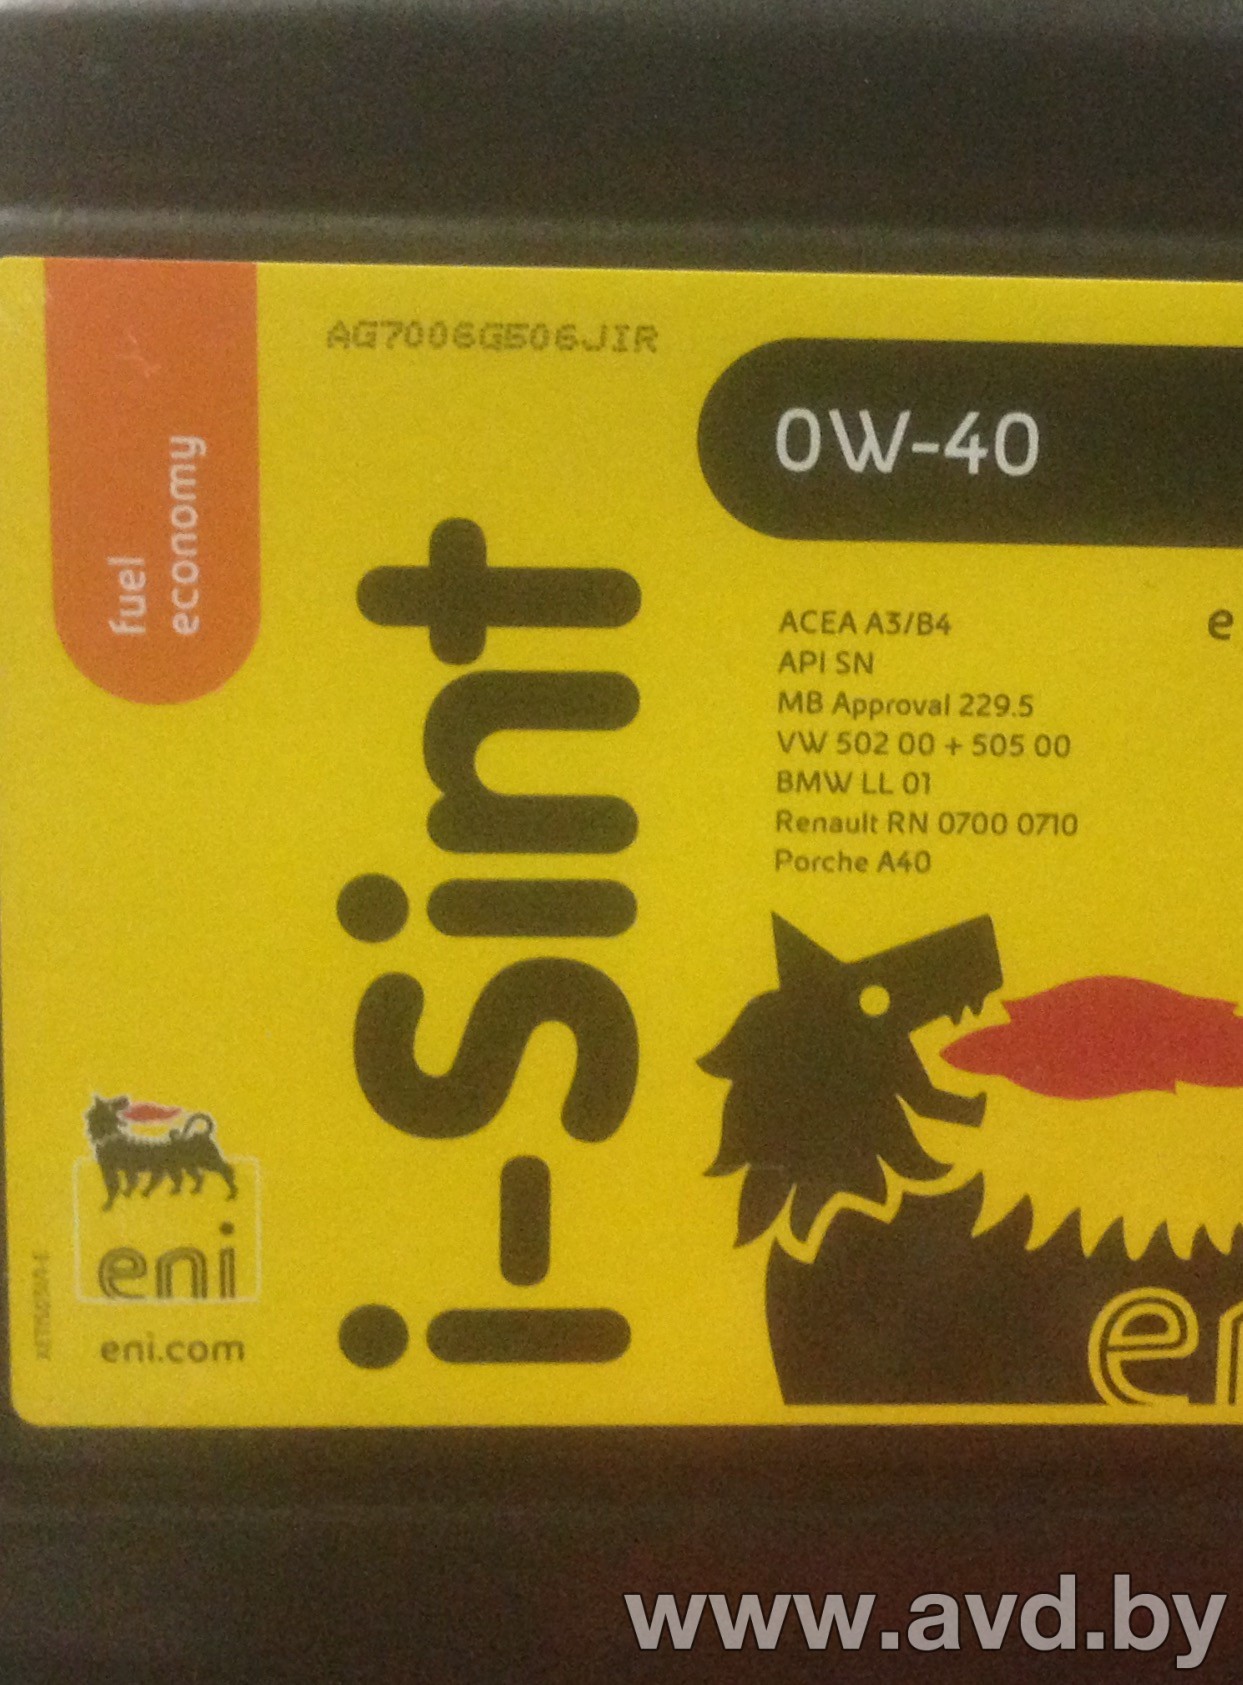 fuel
economy
AG7006G506JIR
0W-40
i-Sint
ACEA A3/B4
API SN
MB Approval 229.5
VW 502 00 + 505 00
BMW LL 01
Renault RN 0700 0710
Porche A40
e
eni
eni.com
www.avd.by